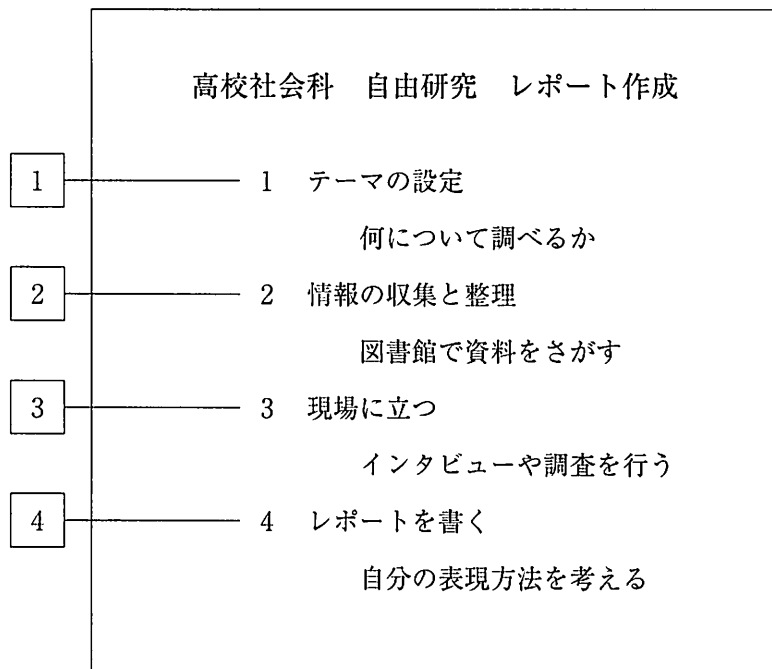 高校社会科 自由研究 レポート作成
1 1 テーマの設定
何について調べるか
2 2 情報の収集と整理
図書館で資料をさがす
3 3 現場に立つ
インタビューや調査を行う
4 4 レポートを書く
自分の表現方法を考える